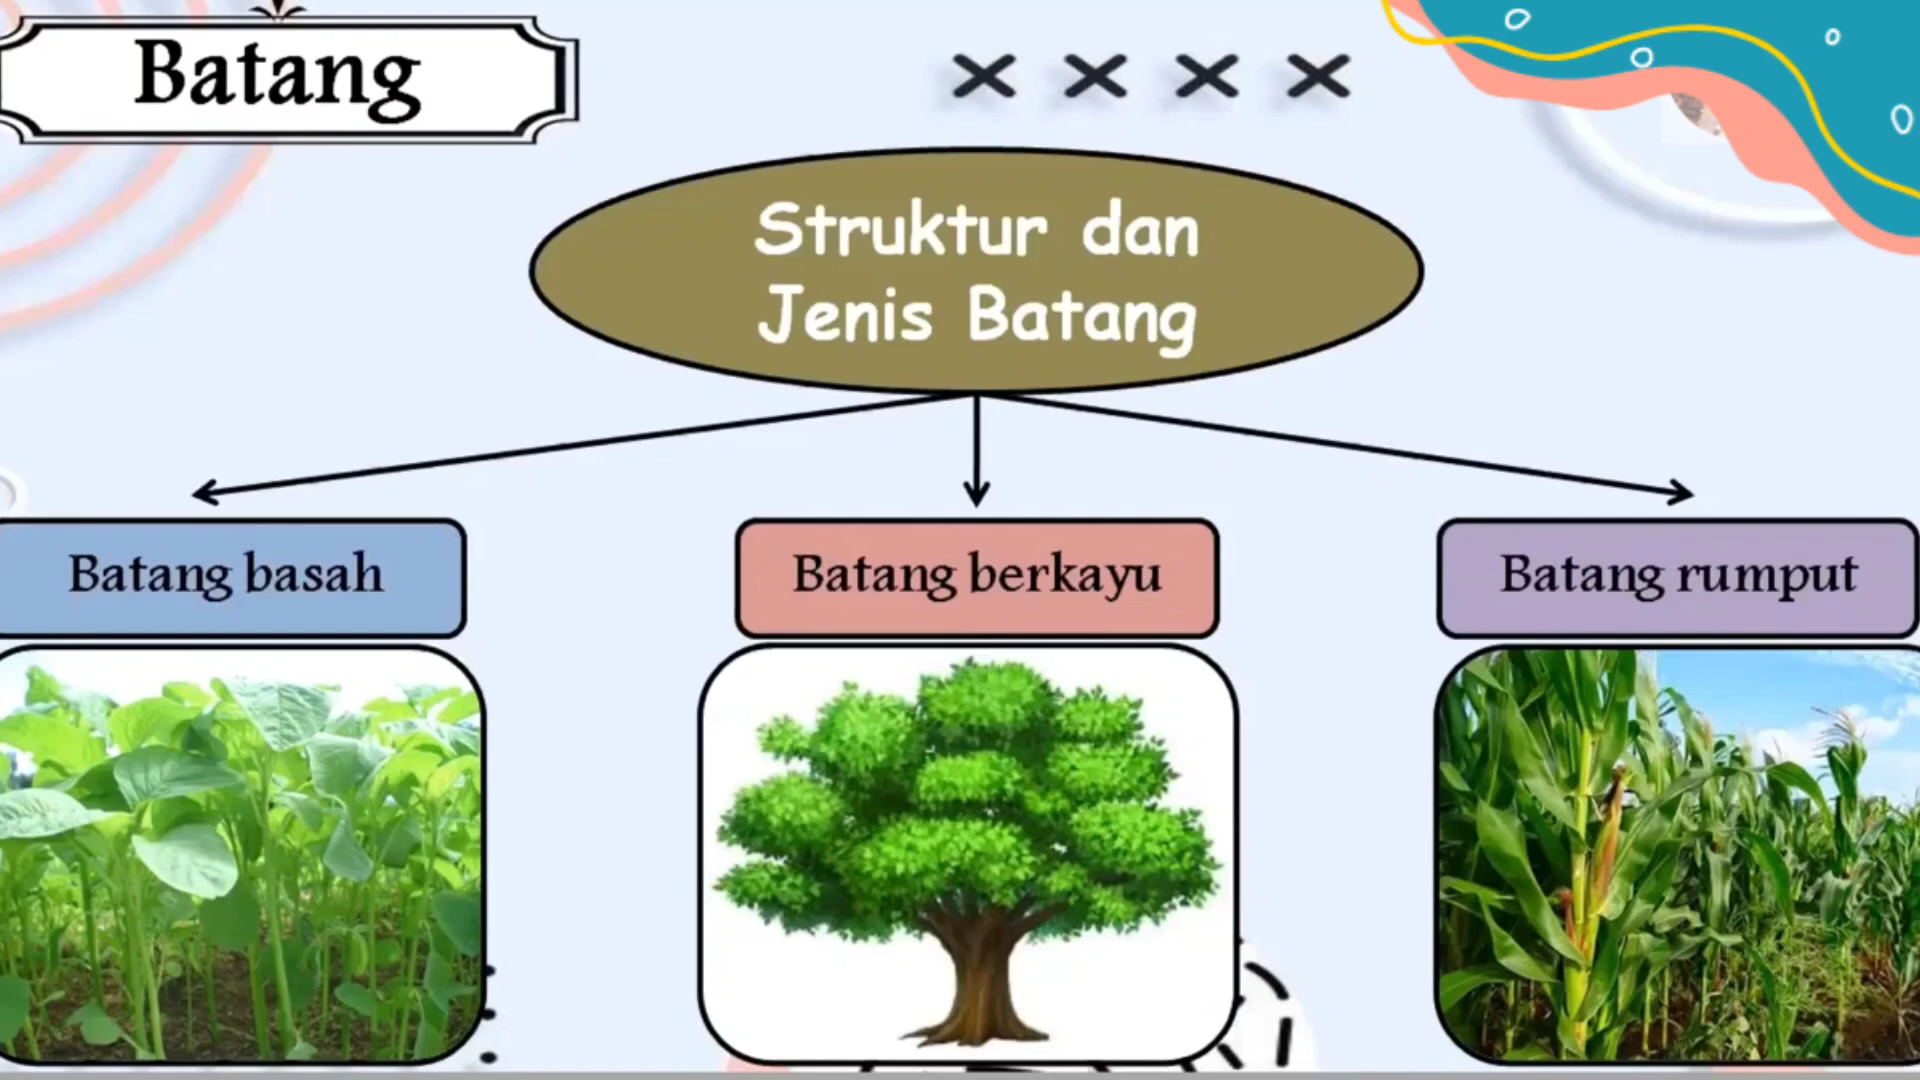 Batang
Struktur dan
Jenis Batang
Batang basah
Batang berkayu
Batang rumput